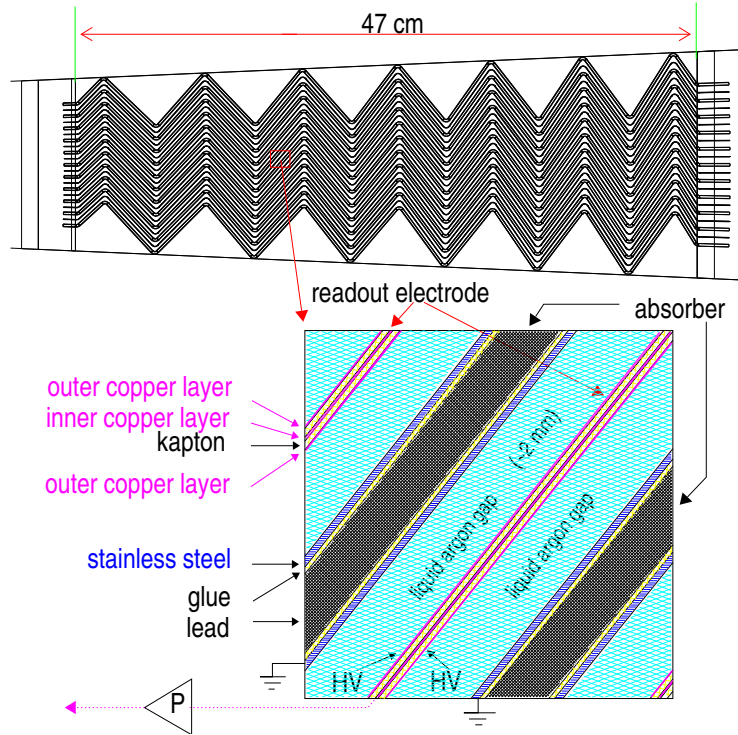 47 cm
readout electrode
absorber
outer copper layer
inner copper layer
kapton
outer copper layer
(~2 mm)
liquid argon gap
liquid argon gap
stainless steel
glue
lead
HV
HV
P